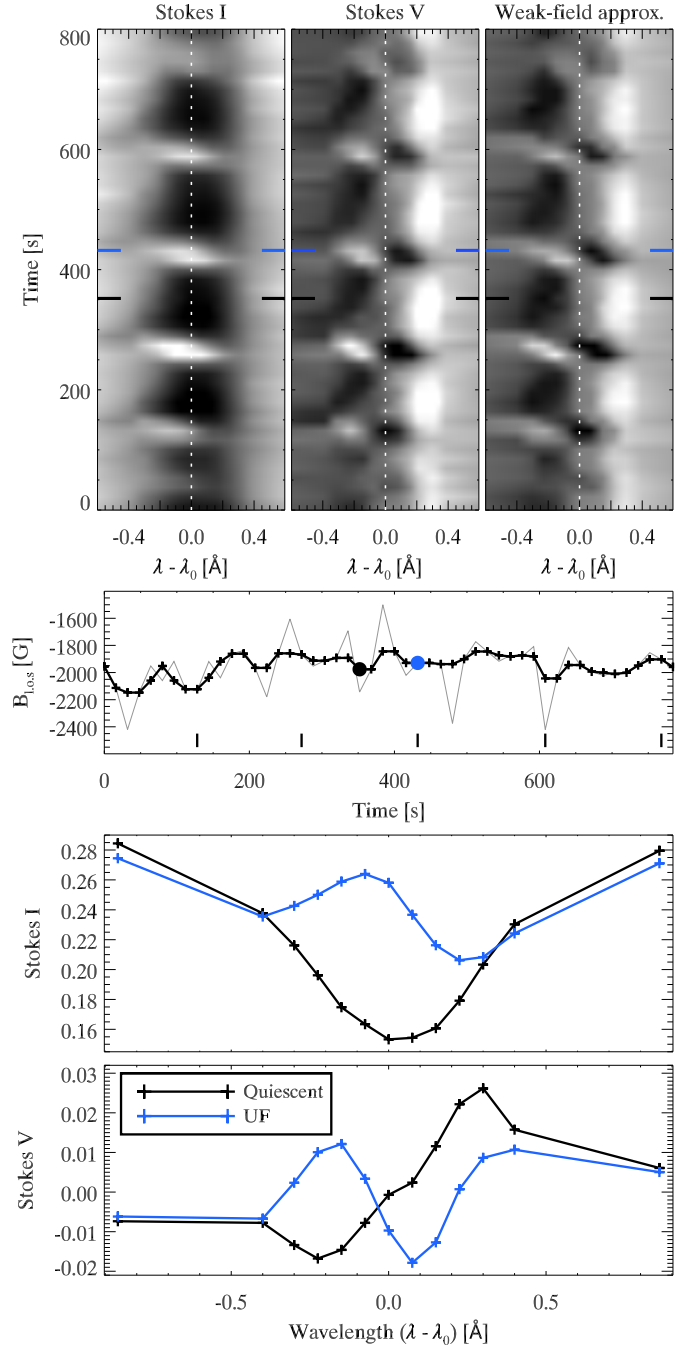 Stokes I Stokes V Weak-field approx.
800
600
400
200
0
Time [s]
-0.4 0.0 0.4 -0.4 0.0 0.4 -0.4 0.0 0.4
λ - λ0 [Å] λ - λ0 [Å] λ - λ0 [Å]
-1600
-1800
-2000
-2200
-2400
Bl.o.s [G]
0 200 400 600
Time [s]
0.28
0.26
0.24
0.22
0.20
0.18
0.16
Stokes I
0.03
0.02
0.01
0.00
-0.01
-0.02
Stokes V
Quiescent
UF
-0.5 0.0 0.5
Wavelength (λ - λ0) [Å]